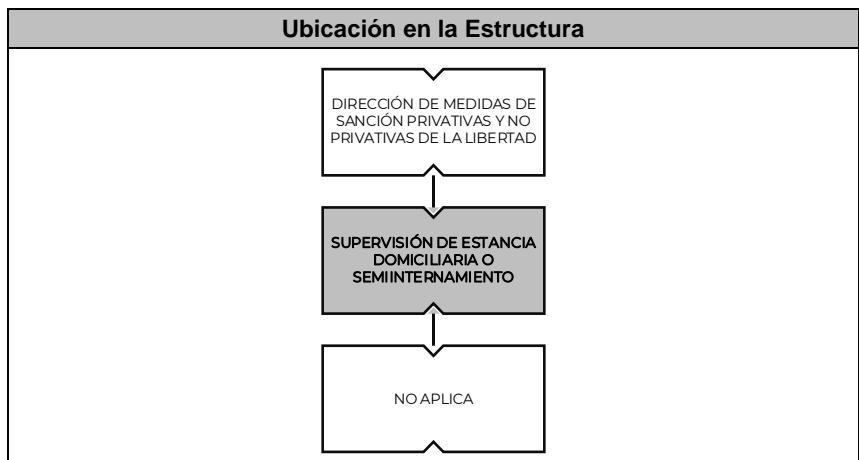 Ubicación en la Estructura
DIRECCIÓN DE MEDIDAS DE
SANCIÓN PRIVATIVAS Y NO
PRIVATIVAS DE LA LIBERTAD
SUPERVISIÓN DE ESTANCIA
DOMICILIARIA O
SEMIINTERNAMIENTO
NO APLICA